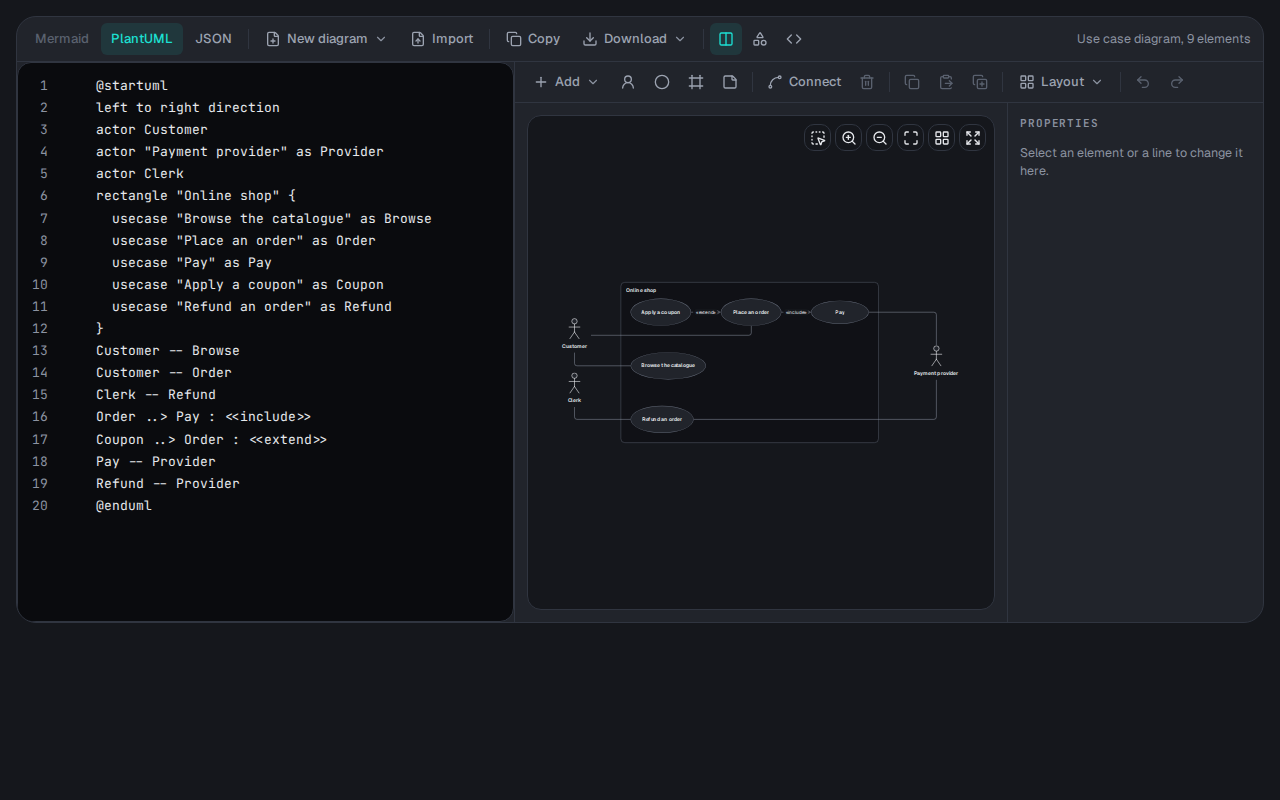 Mermaid PlantUML JSON New diagram Import Copy Download Use case diagram, 9 elements
1 @startuml
2 left to right direction
3 actor Customer
4 actor "Payment provider" as Provider
5 actor Clerk
6 rectangle "Online shop" {
7 usecase "Browse the catalogue" as Browse
8 usecase "Place an order" as Order
9 usecase "Pay" as Pay
10 usecase "Apply a coupon" as Coupon
11 usecase "Refund an order" as Refund
12 }
13 Customer -- Browse
14 Customer -- Order
15 Clerk -- Refund
16 Order ..> Pay : <<include>>
17 Coupon ..> Order : <<extend>>
18 Pay -- Provider
19 Refund -- Provider
20 @enduml
Add Connect Layout
Online shop
Apply a coupon <<extend>> Place an order <<include>> Pay
Customer
Browse the catalogue
Payment provider
Clerk
Refund an order
PROPERTIES
Select an element or a line to change it
here.